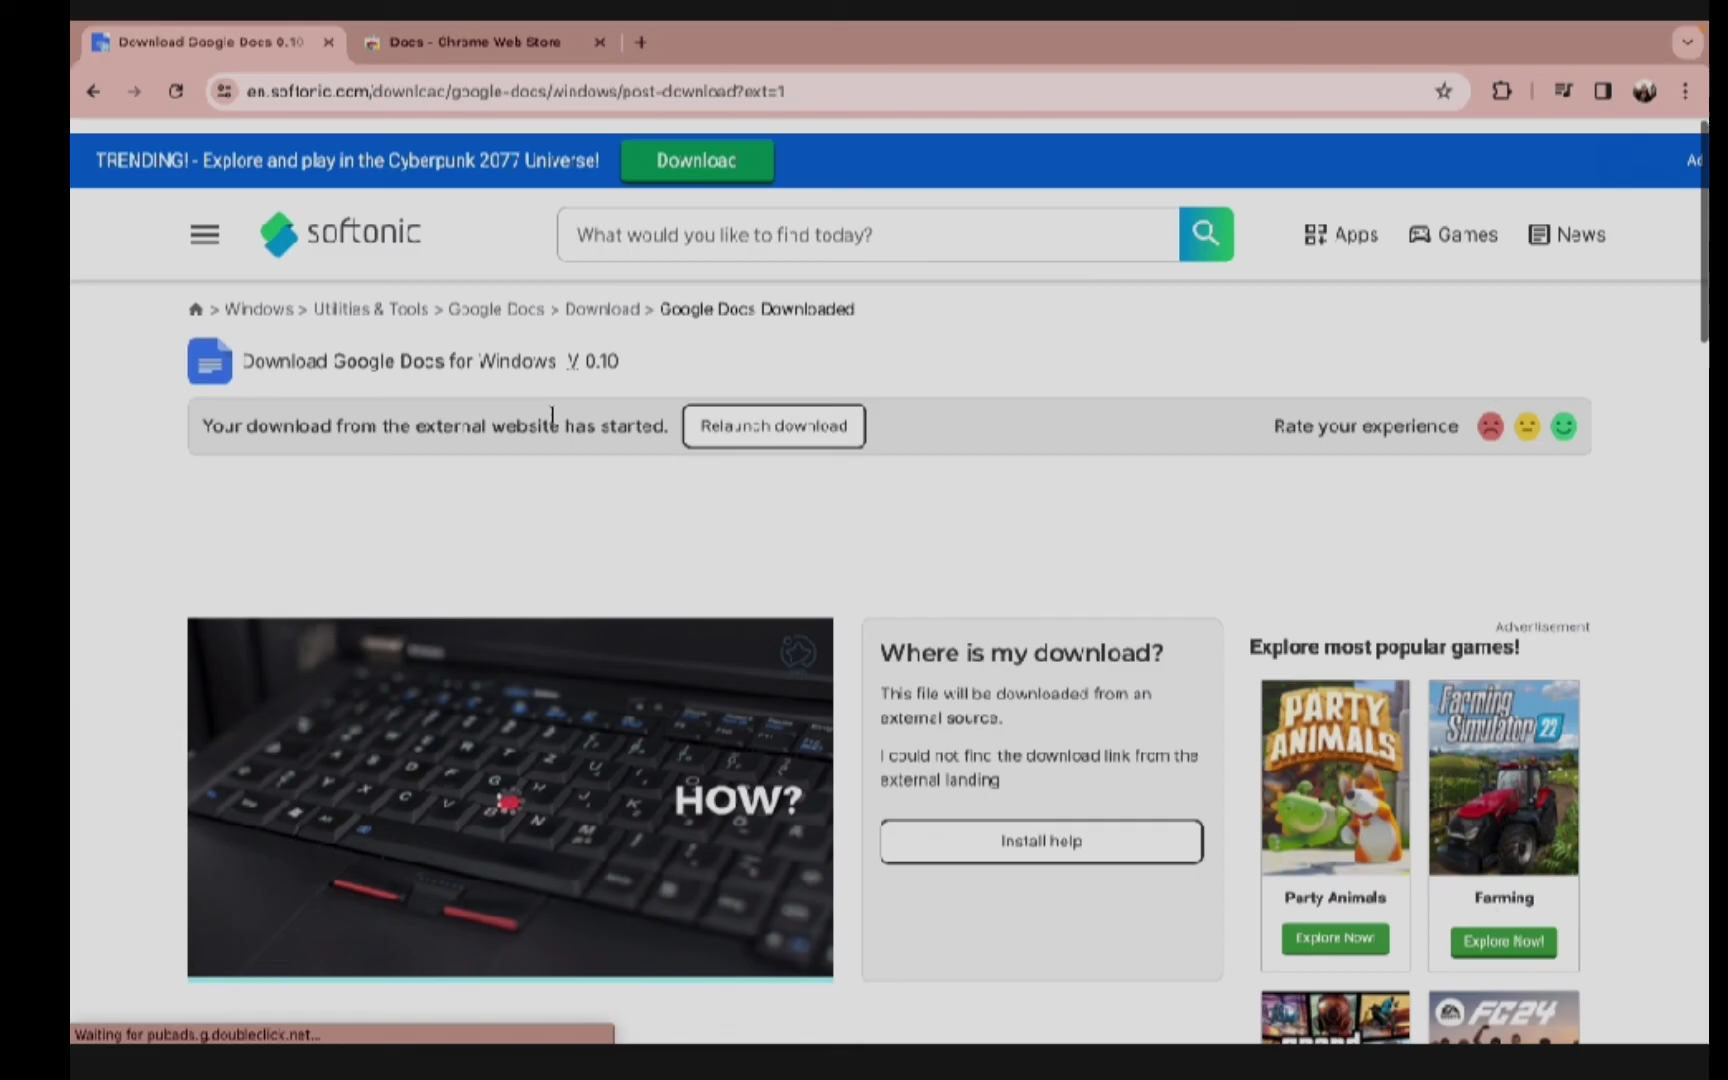 Download Google Docs 0.10
Docs - Chrome Web Store
en.softonic.com/download/google-docs/windows/post-download?ext=1
TRENDING! - Explore and play in the Cyberpunk 2077 Universe!
Download
Ad
softonic
What would you like to find today?
Apps
Games
News
> Windows > Utilities & Tools > Google Docs > Download > Google Docs Downloaded
Download Google Docs for Windows V 0.10
Your download from the external website has started.
Relaunch download
Rate your experience
HOW?
Where is my download?
This file will be downloaded from an
external source.
I could not find the download link from the
external landing
Install help
Advertisement
Explore most popular games!
PARTY
ANIMALS
Farming
Simulator
22
Party Animals
Farming
Explore Now!
Explore Now!
FC24
Waiting for pubads.g.doubleclick.net...